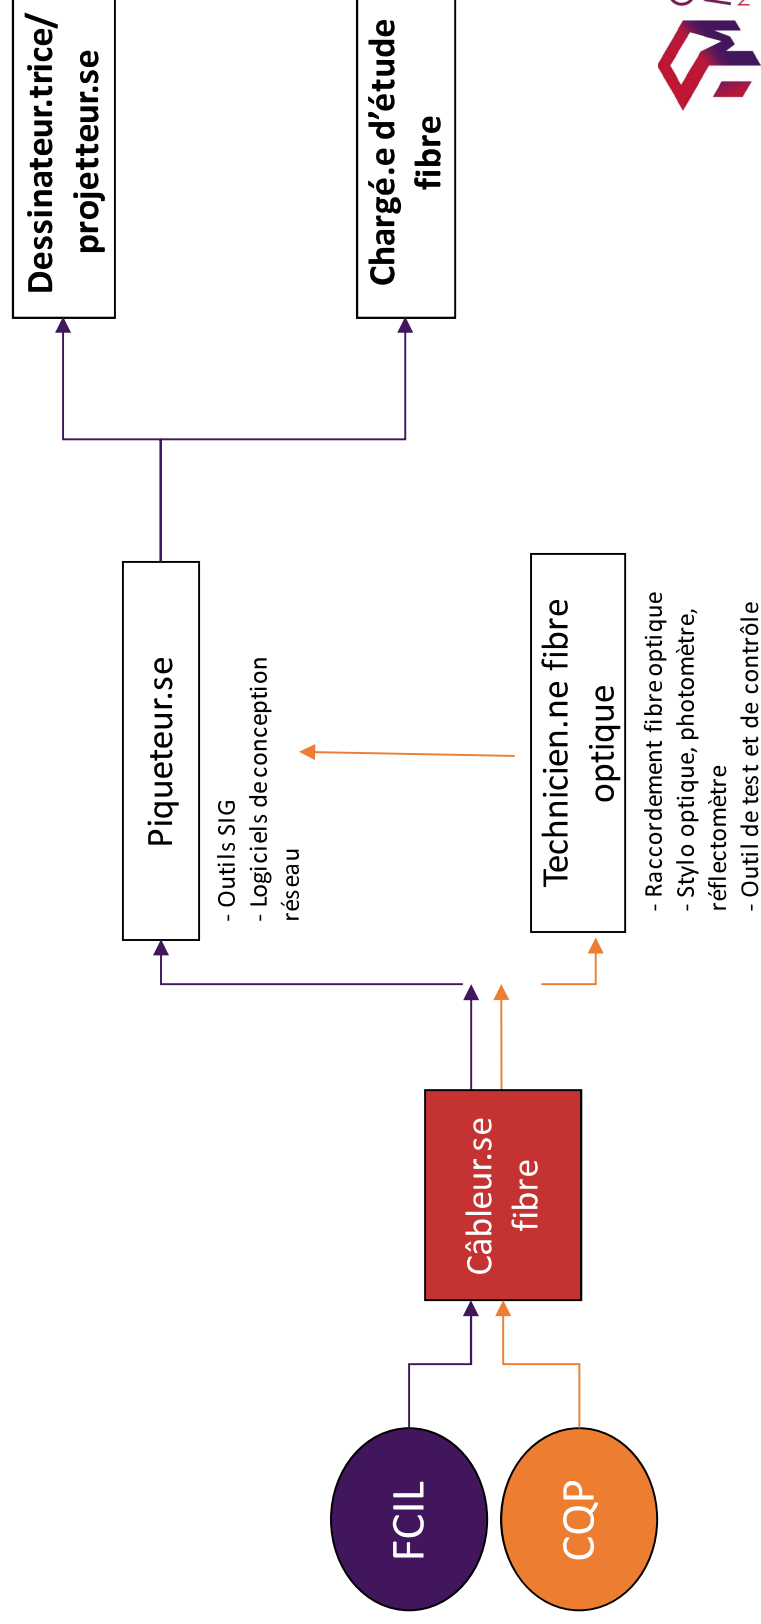 FCIL
CQP
Câbleur.se
fibre
Piqueteur.se
- Outils SIG
- Logiciels de conception
réseau
Technicien.ne fibre
optique
- Raccordement fibre optique
- Stylo optique, photomètre,
réflectomètre
- Outil de test et de contrôle
Dessinateur.trice/
projetteur.se
Chargé.e d’étude
fibre